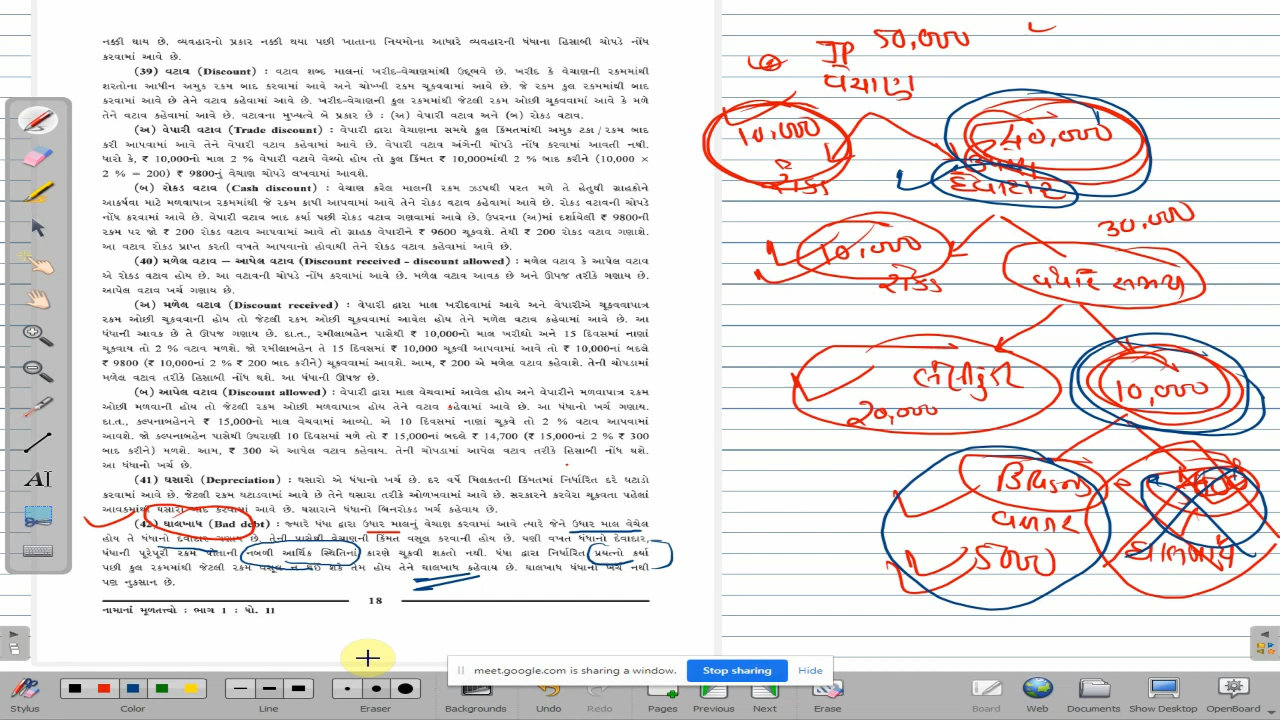 નક્કી થાય છે. વ્યવહારનો પ્રકાર નક્કી થયા પછી ખાતાના નિયમોના આધારે વ્યવહારની ધંધાના હિસાબી ચોપડે નોંધ
કરવામાં આવે છે.
(39) વટાવ (Discount) : વટાવ શબ્દ માલનાં ખરીદ-વેચાણમાંથી ઉદ્ભવે છે. ખરીદ કે વેચાણની રકમમાંથી
શરતોના આધીન અમુક રકમ બાદ કરવામાં આવે અને ચોખ્ખી રકમ ચૂકવવામાં આવે છે. જે રકમ કુલ રકમમાંથી બાદ
કરવામાં આવે છે તેને વટાવ કહેવામાં આવે છે. ખરીદ-વેચાણની કુલ રકમમાંથી જેટલી રકમ ઓછી ચૂકવવામાં આવે કે મળે
તેને વટાવ કહેવામાં આવે છે. વટાવના મુખ્યત્વે બે પ્રકાર છે : (અ) વેપારી વટાવ અને (બ) રોકડ વટાવ.
(અ) વેપારી વટાવ (Trade discount) : વેપારી દ્વારા વેચાણના સમયે કુલ કિંમતમાંથી અમુક ટકા / રકમ બાદ
કરી આપવામાં આવે તેને વેપારી વટાવ કહેવામાં આવે છે. વેપારી વટાવ અંગેની ચોપડે નોંધ કરવામાં આવતી નથી.
ધારો કે, ₹ 10,000નો માલ 2 % વેપારી વટાવે વેચ્યો હોય તો કુલ કિંમત ₹ 10,000માંથી 2 % બાદ કરીને (10,000 ×
2 % = 200) ₹ 9800નું વેચાણ ચોપડે લખવામાં આવશે.
(બ) રોકડ વટાવ (Cash discount) : વેચાણ કરેલ માલની રકમ ઝડપથી પરત મળે તે હેતુથી ગ્રાહકોને
આકર્ષવા માટે મળવાપાત્ર રકમમાંથી જે રકમ કાપી આપવામાં આવે તેને રોકડ વટાવ કહેવામાં આવે છે. રોકડ વટાવની ચોપડે
નોંધ કરવામાં આવે છે. વેપારી વટાવ બાદ કર્યા પછી રોકડ વટાવ ગણવામાં આવે છે. ઉપરના (અ)માં દર્શાવેલી ₹ 9800ની
રકમ પર જો ₹ 200 રોકડ વટાવ આપવામાં આવે તો ગ્રાહક વેપારીને ₹ 9600 ચૂકવશે. તેથી ₹ 200 રોકડ વટાવ ગણાશે.
આ વટાવ રોકડ પ્રાપ્ત કરતી વખતે આપવાનો હોવાથી તેને રોકડ વટાવ કહેવામાં આવે છે.
(40) મળેલ વટાવ – આપેલ વટાવ (Discount received - discount allowed) : મળેલ વટાવ કે આપેલ વટાવ
એ રોકડ વટાવ હોય છે. આ વટાવની ચોપડે નોંધ કરવામાં આવે છે. મળેલ વટાવ આવક છે અને ઊપજ તરીકે ગણાય છે.
આપેલ વટાવ ખર્ચ ગણાય છે.
(અ) મળેલ વટાવ (Discount received) : વેપારી દ્વારા માલ ખરીદવામાં આવે અને વેપારીએ ચૂકવવાપાત્ર
રકમ ઓછી ચૂકવવાની હોય તો જેટલી રકમ ઓછી ચૂકવવામાં આવેલ હોય તેને મળેલ વટાવ કહેવામાં આવે છે. આ
ધંધાની આવક છે તે ઊપજ ગણાય છે. દા.ત., રમીલાબહેન પાસેથી ₹ 10,000નો માલ ખરીદ્યો અને 15 દિવસમાં નાણાં
ચૂકવાય તો 2 % વટાવ મળશે. જો રમીલાબહેન તે 15 દિવસમાં ₹ 10,000 ચૂકવી આપવામાં આવે તો ₹ 10,000નાં બદલે
₹ 9800 (₹ 10,000નાં 2 % ₹ 200 બાદ કરીને) ચૂકવવામાં આવશે. આમ, ₹ 200 એ મળેલ વટાવ કહેવાય. તેની ચોપડામાં
મળેલ વટાવ તરીકે હિસાબી નોંધ થશે. આ ધંધાની ઊપજ છે.
(બ) આપેલ વટાવ (Discount allowed) : વેપારી દ્વારા માલ વેચવામાં આવેલ હોય અને વેપારીને મળવાપાત્ર રકમ
ઓછી મળવાની હોય તો જેટલી રકમ ઓછી મળવાપાત્ર હોય તેને વટાવ કહેવામાં આવે છે. આ ધંધાનો ખર્ચ ગણાય.
દા.ત., કલ્પનાબહેનને ₹ 15,000નો માલ વેચવામાં આવ્યો. એ 10 દિવસમાં નાણાં ચૂકવે તો 2 % વટાવ આપવામાં
આવશે. જો કલ્પનાબહેન પાસેથી ઉઘરાણી 10 દિવસમાં મળે તો ₹ 15,000નાં બદલે ₹ 14,700 (₹ 15,000નાં 2 % ₹ 300
બાદ કરીને) મળશે. આમ, ₹ 300 એ આપેલ વટાવ કહેવાય. તેની ચોપડામાં આપેલ વટાવ તરીકે હિસાબી નોંધ થશે.
આ ધંધાનો ખર્ચ છે.
(41) ઘસારો (Depreciation) : ઘસારો એ ધંધાનો ખર્ચ છે. દર વર્ષે મિલકતની કિંમતમાં નિર્ધારિત દરે ઘટાડો
કરવામાં આવે છે. જેટલી રકમ ઘટાડવામાં આવે છે તેને ઘસારા તરીકે ઓળખવામાં આવે છે. સરકારને કરવેરા ચૂકવતા પહેલાં
આવકમાંથી ઘસારો બાદ કરવામાં આવે છે. ઘસારાને ધંધાનો બિનરોકડ ખર્ચ કહેવાય છે.
(42) ઘાલખાધ (Bad debt) : જ્યારે ધંધા દ્વારા ઉધાર માલનું વેચાણ કરવામાં આવે ત્યારે જેને ઉધાર માલ વેચેલ
હોય તે ધંધાનો દેવાદાર ગણાય છે. તેની પાસેથી વેચાણની કિંમત વસૂલ કરવાની હોય છે. પણ વખત ધંધાનો દેવાદાર,
ધંધાની પૂરેપૂરી રકમ પોતાની નબળી આર્થિક સ્થિતિનાં કારણે ચૂકવી શકતો નથી. ધંધા દ્વારા નિર્ધારિત પ્રયત્નો કર્યા
પછી કુલ રકમમાંથી જેટલી રકમ વસૂલ ન થઈ શકે તેમ હોય તેને ઘાલખાધ કહેવાય છે. ઘાલખાધ ધંધાનો ખર્ચ નથી
પણ નુકસાન છે.
18
નામાનાં મૂળતત્ત્વો : ભાગ 1 : ધો. 11
50,000
વેચાણ
10,000
40,000
રોકડા
દેવાદાર
30,000
10,000
રોકડા
20,000
10,000
5000
ઘાલખાધ
meet.google.com is sharing a window.
Stop sharing
Hide
Stylus
Color
Line
Eraser
Backgrounds
Undo
Redo
Pages
Previous
Next
Erase
Board
Web
Documents
Show Desktop
OpenBoard